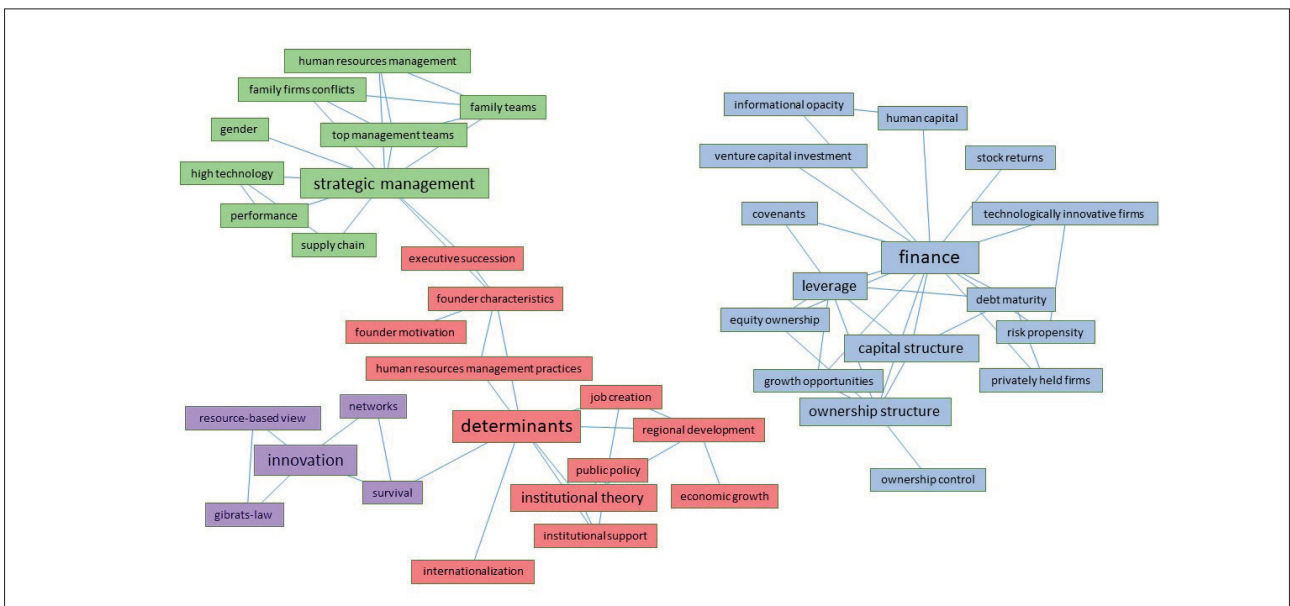 human resources management
family firms conflicts
family teams
gender
top management teams
high technology
strategic management
performance
supply chain
executive succession
founder characteristics
founder motivation
human resources management practices
job creation
determinants
regional development
public policy
economic growth
institutional theory
institutional support
internationalization
networks
resource-based view
innovation
survival
gibrats-law
informational opacity
human capital
venture capital investment
stock returns
covenants
technologically innovative firms
finance
leverage
debt maturity
equity ownership
risk propensity
capital structure
growth opportunities
privately held firms
ownership structure
ownership control